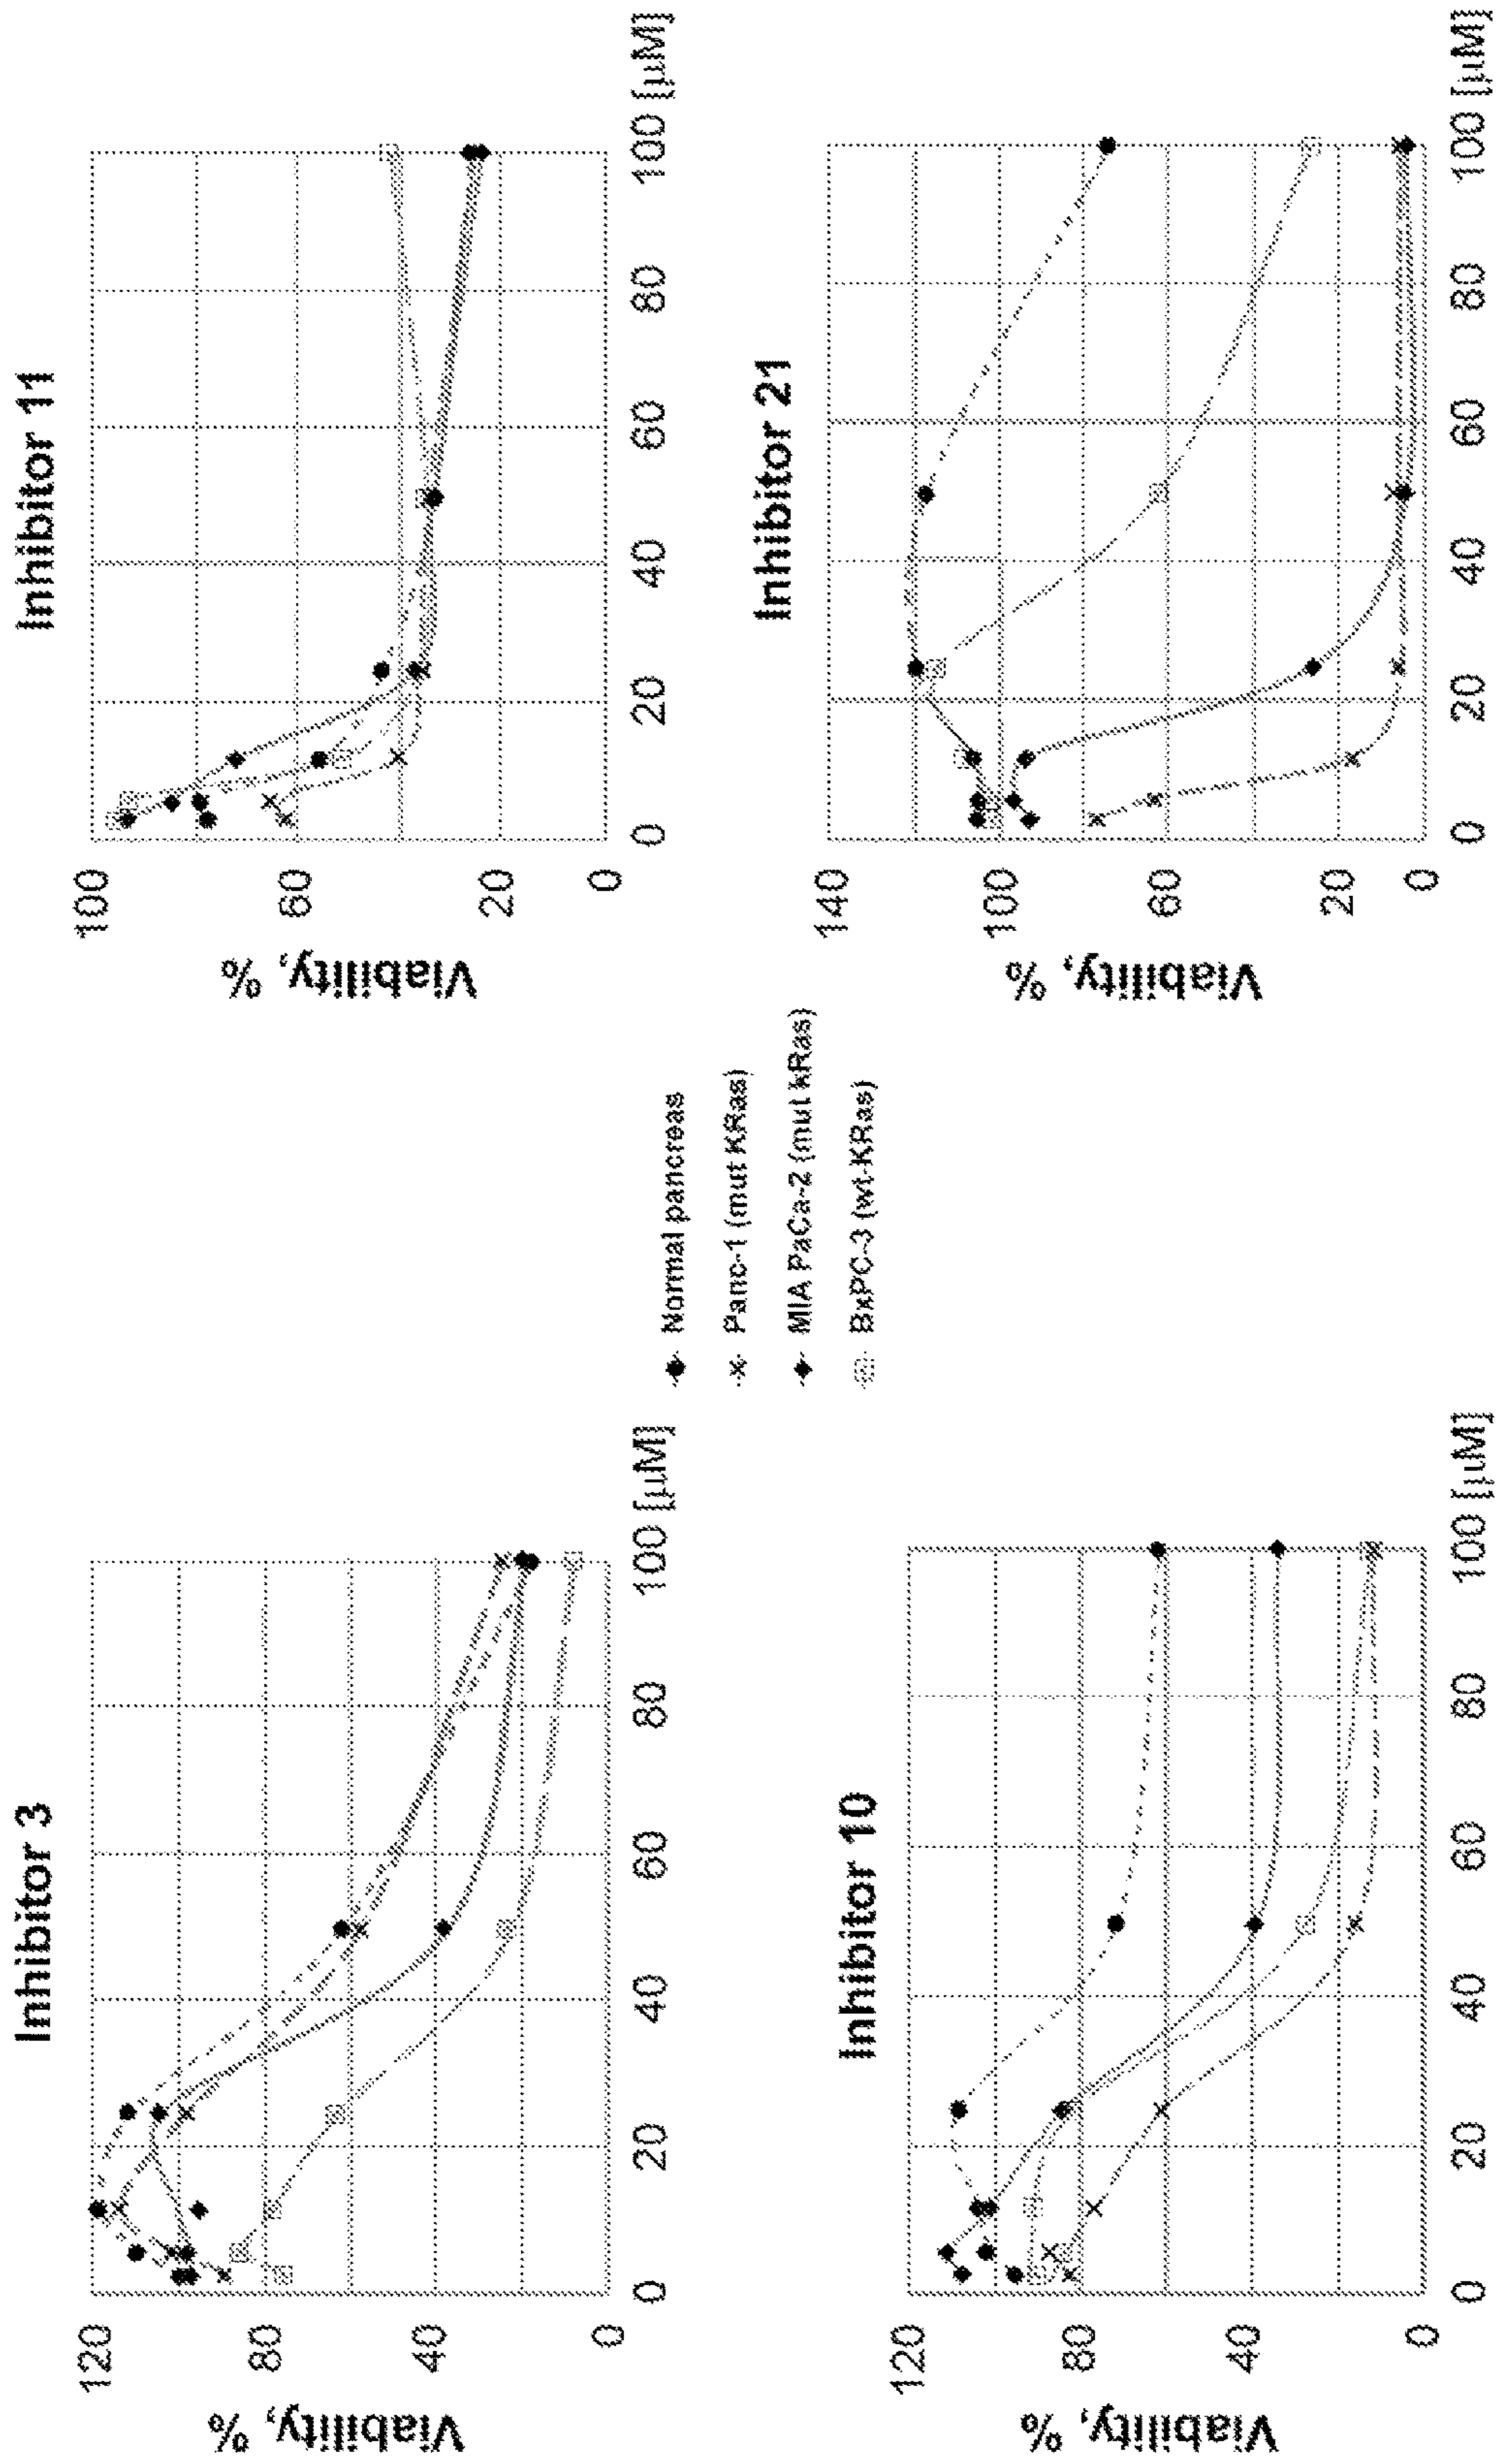 Inhibitor 3
Viability, %
120
80
40
0
0 20 40 60 80 100 [µM]
Inhibitor 11
Viability, %
100
60
20
0
0 20 40 60 80 100 [µM]
Normal pancreas
Panc-1 (mut KRas)
MIA PaCa-2 (mut KRas)
BxPC-3 (wt-KRas)
Inhibitor 10
Viability, %
120
80
40
0
0 20 40 60 80 100 [µM]
Inhibitor 21
Viability, %
140
100
60
20
0
0 20 40 60 80 100 [µM]